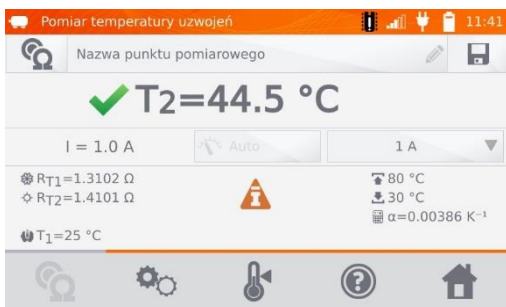 Pomiar temperatury uzwojeń 11:41
Nazwa punktu pomiarowego
T2=44.5 °C
I = 1.0 A Auto 1 A
RT1=1.3102 Ω 80 °C
RT2=1.4101 Ω 30 °C
α=0.00386 K⁻¹
T1=25 °C